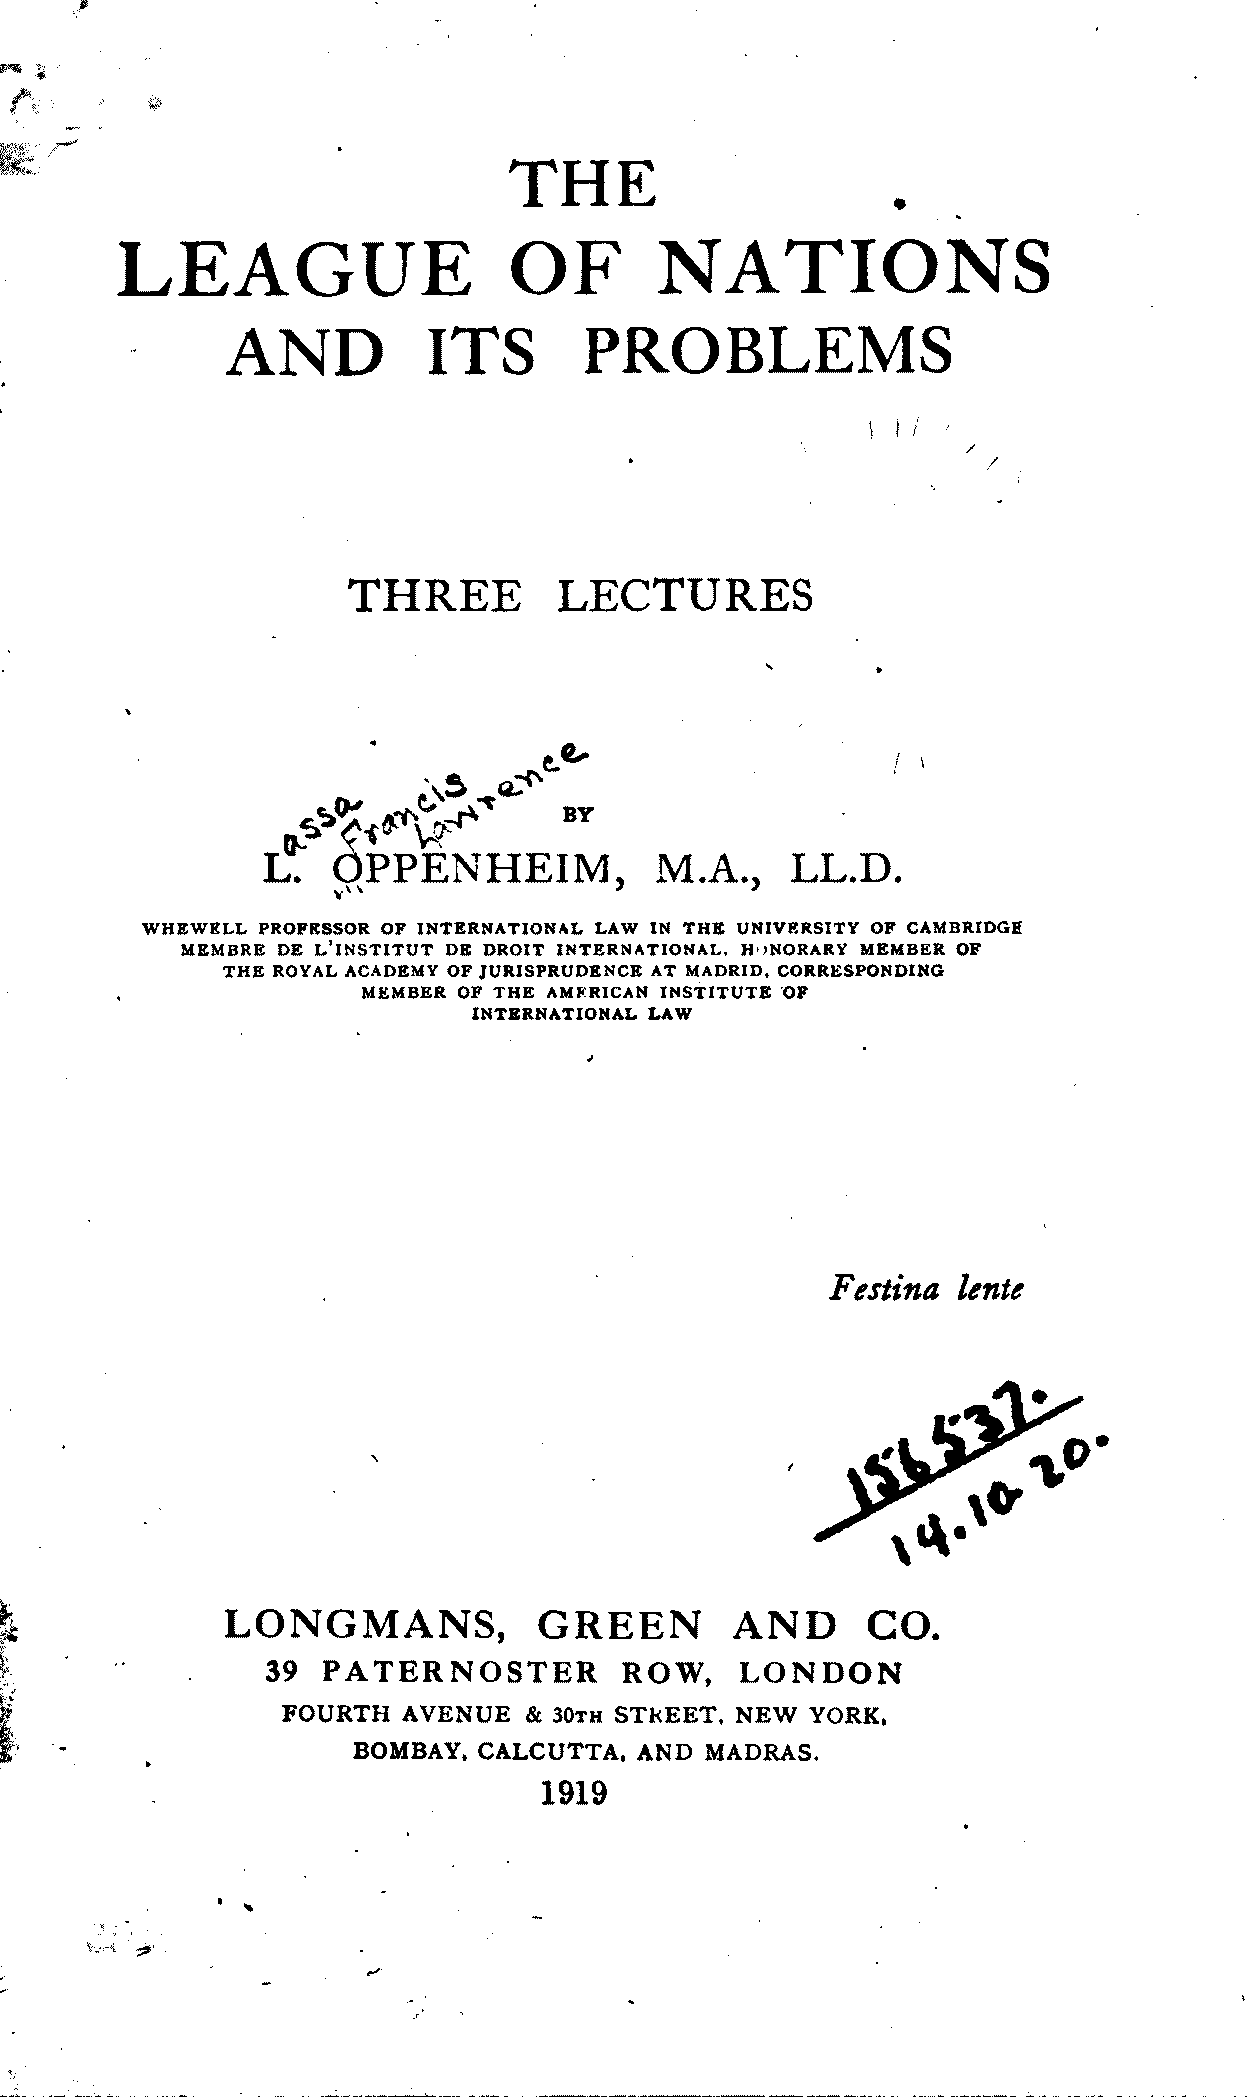 THE
LEAGUE OF NATIONS
AND ITS PROBLEMS
THREE LECTURES
BY
assa Francis Lawrence
L. OPPENHEIM, M.A., LL.D.
WHEWELL PROFESSOR OF INTERNATIONAL LAW IN THE UNIVERSITY OF CAMBRIDGE
MEMBRE DE L'INSTITUT DE DROIT INTERNATIONAL, HONORARY MEMBER OF
THE ROYAL ACADEMY OF JURISPRUDENCE AT MADRID, CORRESPONDING
MEMBER OF THE AMERICAN INSTITUTE OF
INTERNATIONAL LAW
Festina lente
156537.
14.10.20.
LONGMANS, GREEN AND CO.
39 PATERNOSTER ROW, LONDON
FOURTH AVENUE & 30TH STREET, NEW YORK,
BOMBAY, CALCUTTA, AND MADRAS.
1919